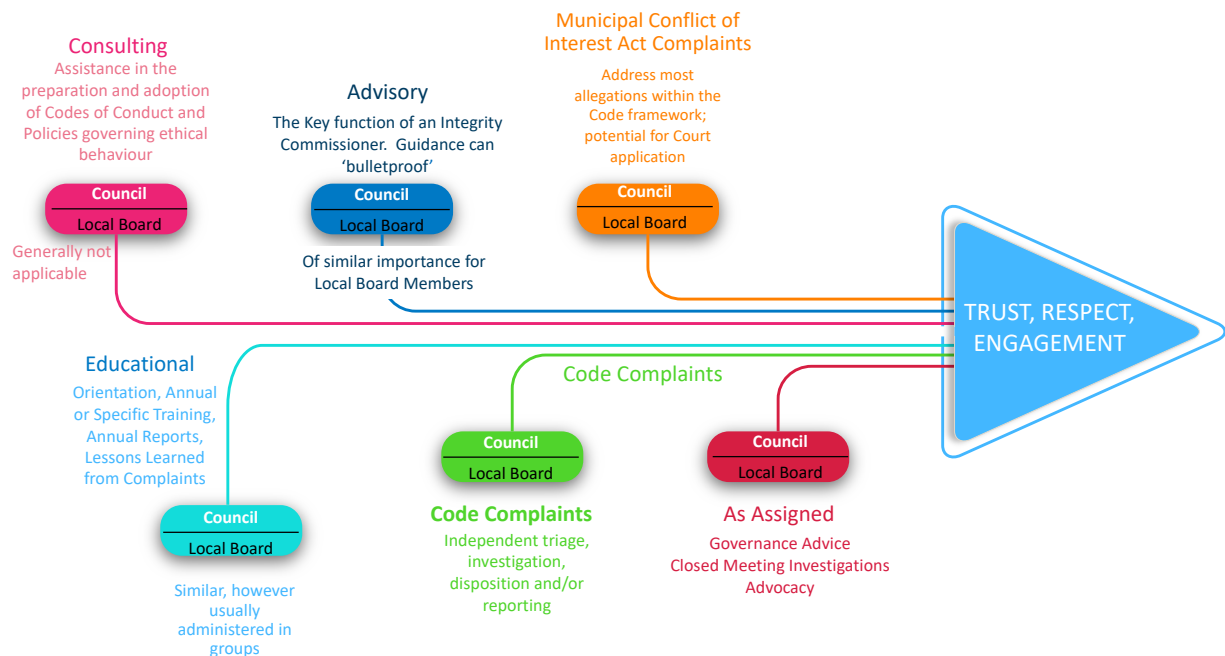 Consulting
Assistance in the
preparation and adoption
of Codes of Conduct and
Policies governing ethical
behaviour
Council
Local Board
Generally not
applicable
Advisory
The Key function of an Integrity
Commissioner.  Guidance can
‘bulletproof’
Council
Local Board
Of similar importance for
Local Board Members
Municipal Conflict of
Interest Act Complaints
Address most
allegations within the
Code framework;
potential for Court
application
Council
Local Board
TRUST, RESPECT,
ENGAGEMENT
Educational
Orientation, Annual
or Specific Training,
Annual Reports,
Lessons Learned
from Complaints
Council
Local Board
Similar, however
usually
administered in
groups
Code Complaints
Council
Local Board
Code Complaints
Independent triage,
investigation,
disposition and/or
reporting
Council
Local Board
As Assigned
Governance Advice
Closed Meeting Investigations
Advocacy